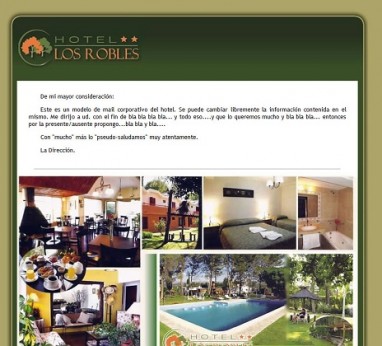 HOTEL ★★
LOS ROBLES
De mi mayor consideración:
Este es un modelo de mail corporativo del hotel. Se puede cambiar libremente la información contenida en el
mismo. Me dirijo a ud. con el fin de bla bla bla bla... y todo eso....y que lo queremos mucho y bla bla bla... entonces
por la presente/ausente propongo...bla bla y bla....
Con "mucho" más lo "pseudo-saludamos" muy atentamente.
La Dirección.
HOTEL ★★